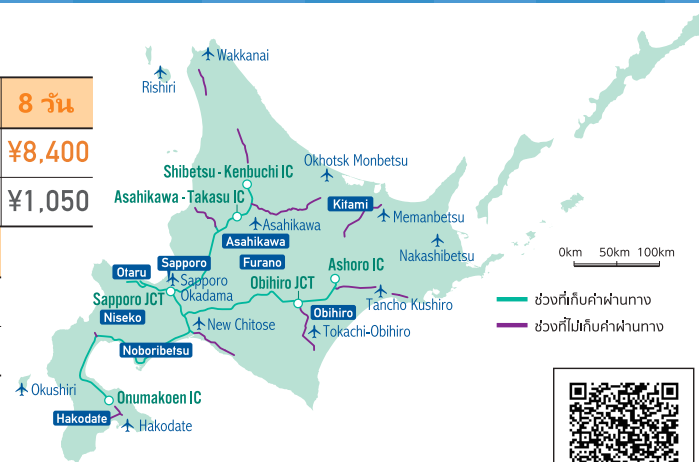 8 วัน
¥8,400
¥1,050
Wakkanai
Rishiri
Shibetsu - Kenbuchi IC
Okhotsk Monbetsu
Asahikawa - Takasu IC
Kitami
Memanbetsu
Asahikawa
Asahikawa
Nakashibetsu
Otaru
Sapporo
Furano
Ashoro IC
Sapporo
Okadama
Obihiro JCT
Sapporo JCT
Niseko
Obihiro
Tancho Kushiro
New Chitose
Tokachi-Obihiro
Noboribetsu
Okushiri
Onumakoen IC
Hakodate
Hakodate
0km 50km 100km
ช่วงที่เก็บค่าผ่านทาง
ช่วงที่ไม่เก็บค่าผ่านทาง